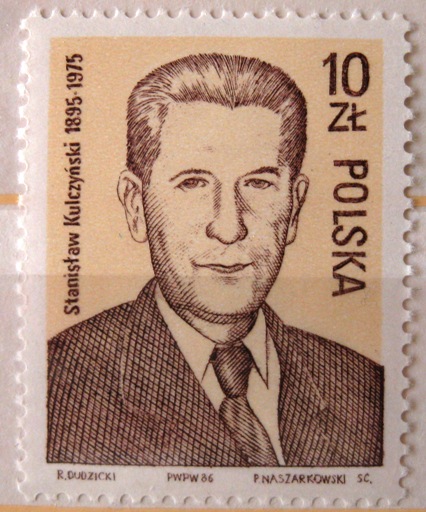 Stanisław Kulczyński 1895-1975
10
ZŁ
POLSKA
R. DUDZICKI
PWPW 86
P. NASZARKOWSKI SC.